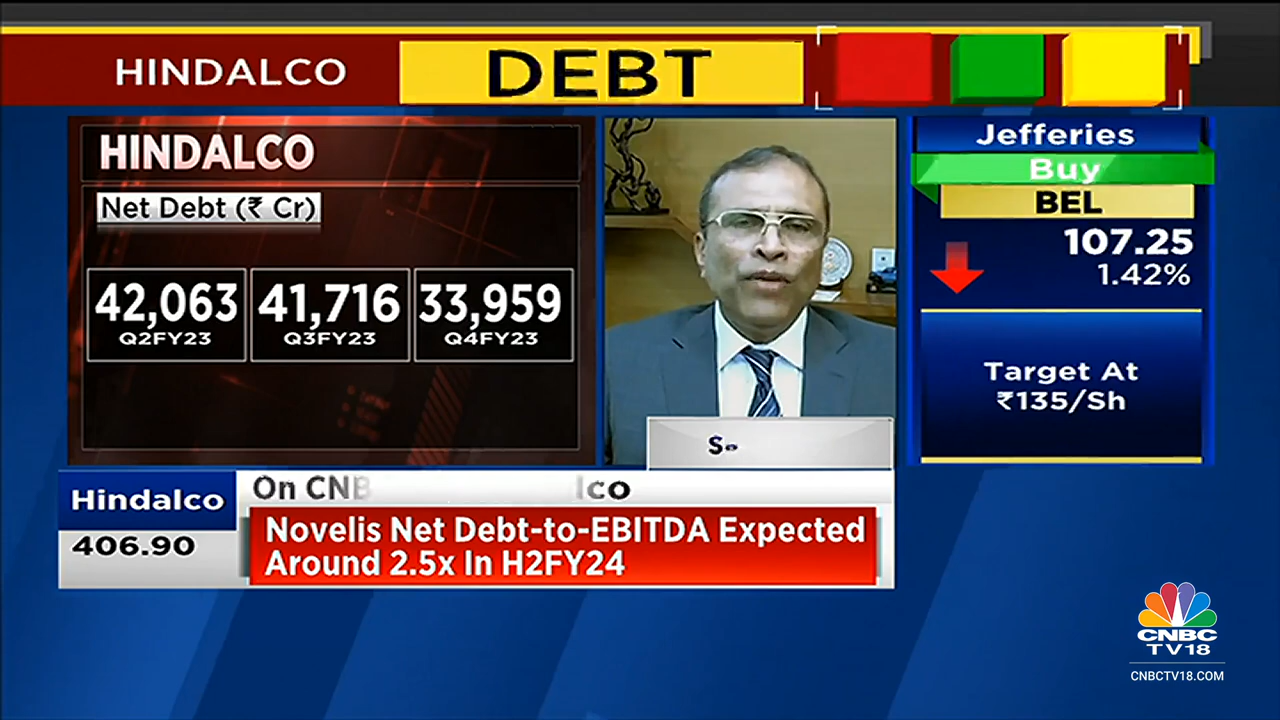 HINDALCO
DEBT
HINDALCO
Net Debt (₹ Cr)
42,063
Q2FY23
41,716
Q3FY23
33,959
Q4FY23
Jefferies
Buy
BEL
107.25
1.42%
Target At
₹135/Sh
Hindalco
406.90
On CNB
lco
Novelis Net Debt-to-EBITDA Expected
Around 2.5x In H2FY24
CNBC
TV18
CNBCTV18.COM